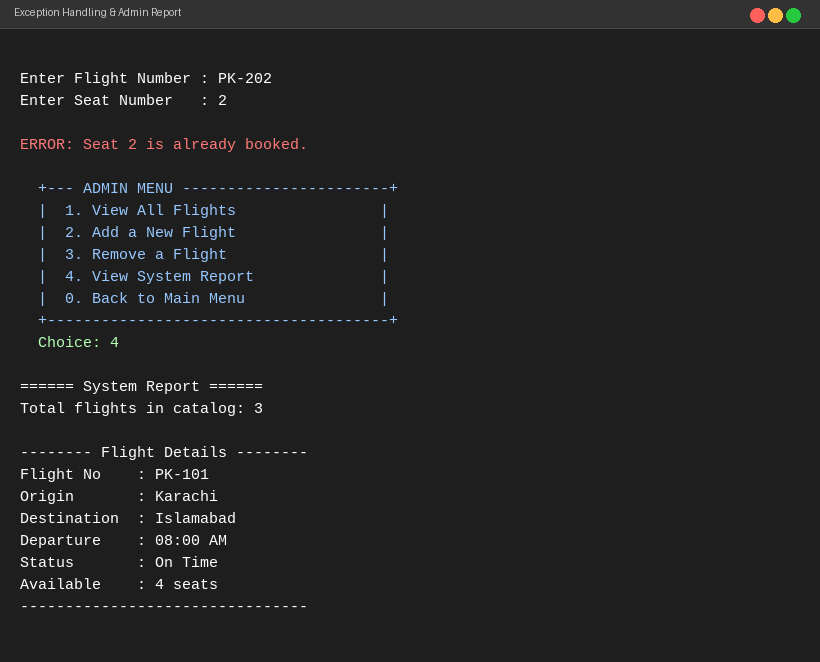 Exception Handling & Admin Report
Enter Flight Number : PK-202
Enter Seat Number   : 2
ERROR: Seat 2 is already booked.
+--- ADMIN MENU -----------------------+
|  1. View All Flights                |
|  2. Add a New Flight                |
|  3. Remove a Flight                 |
|  4. View System Report              |
|  0. Back to Main Menu               |
+--------------------------------------+
Choice: 4
====== System Report ======
Total flights in catalog: 3
-------- Flight Details --------
Flight No    : PK-101
Origin       : Karachi
Destination  : Islamabad
Departure    : 08:00 AM
Status       : On Time
Available    : 4 seats
--------------------------------